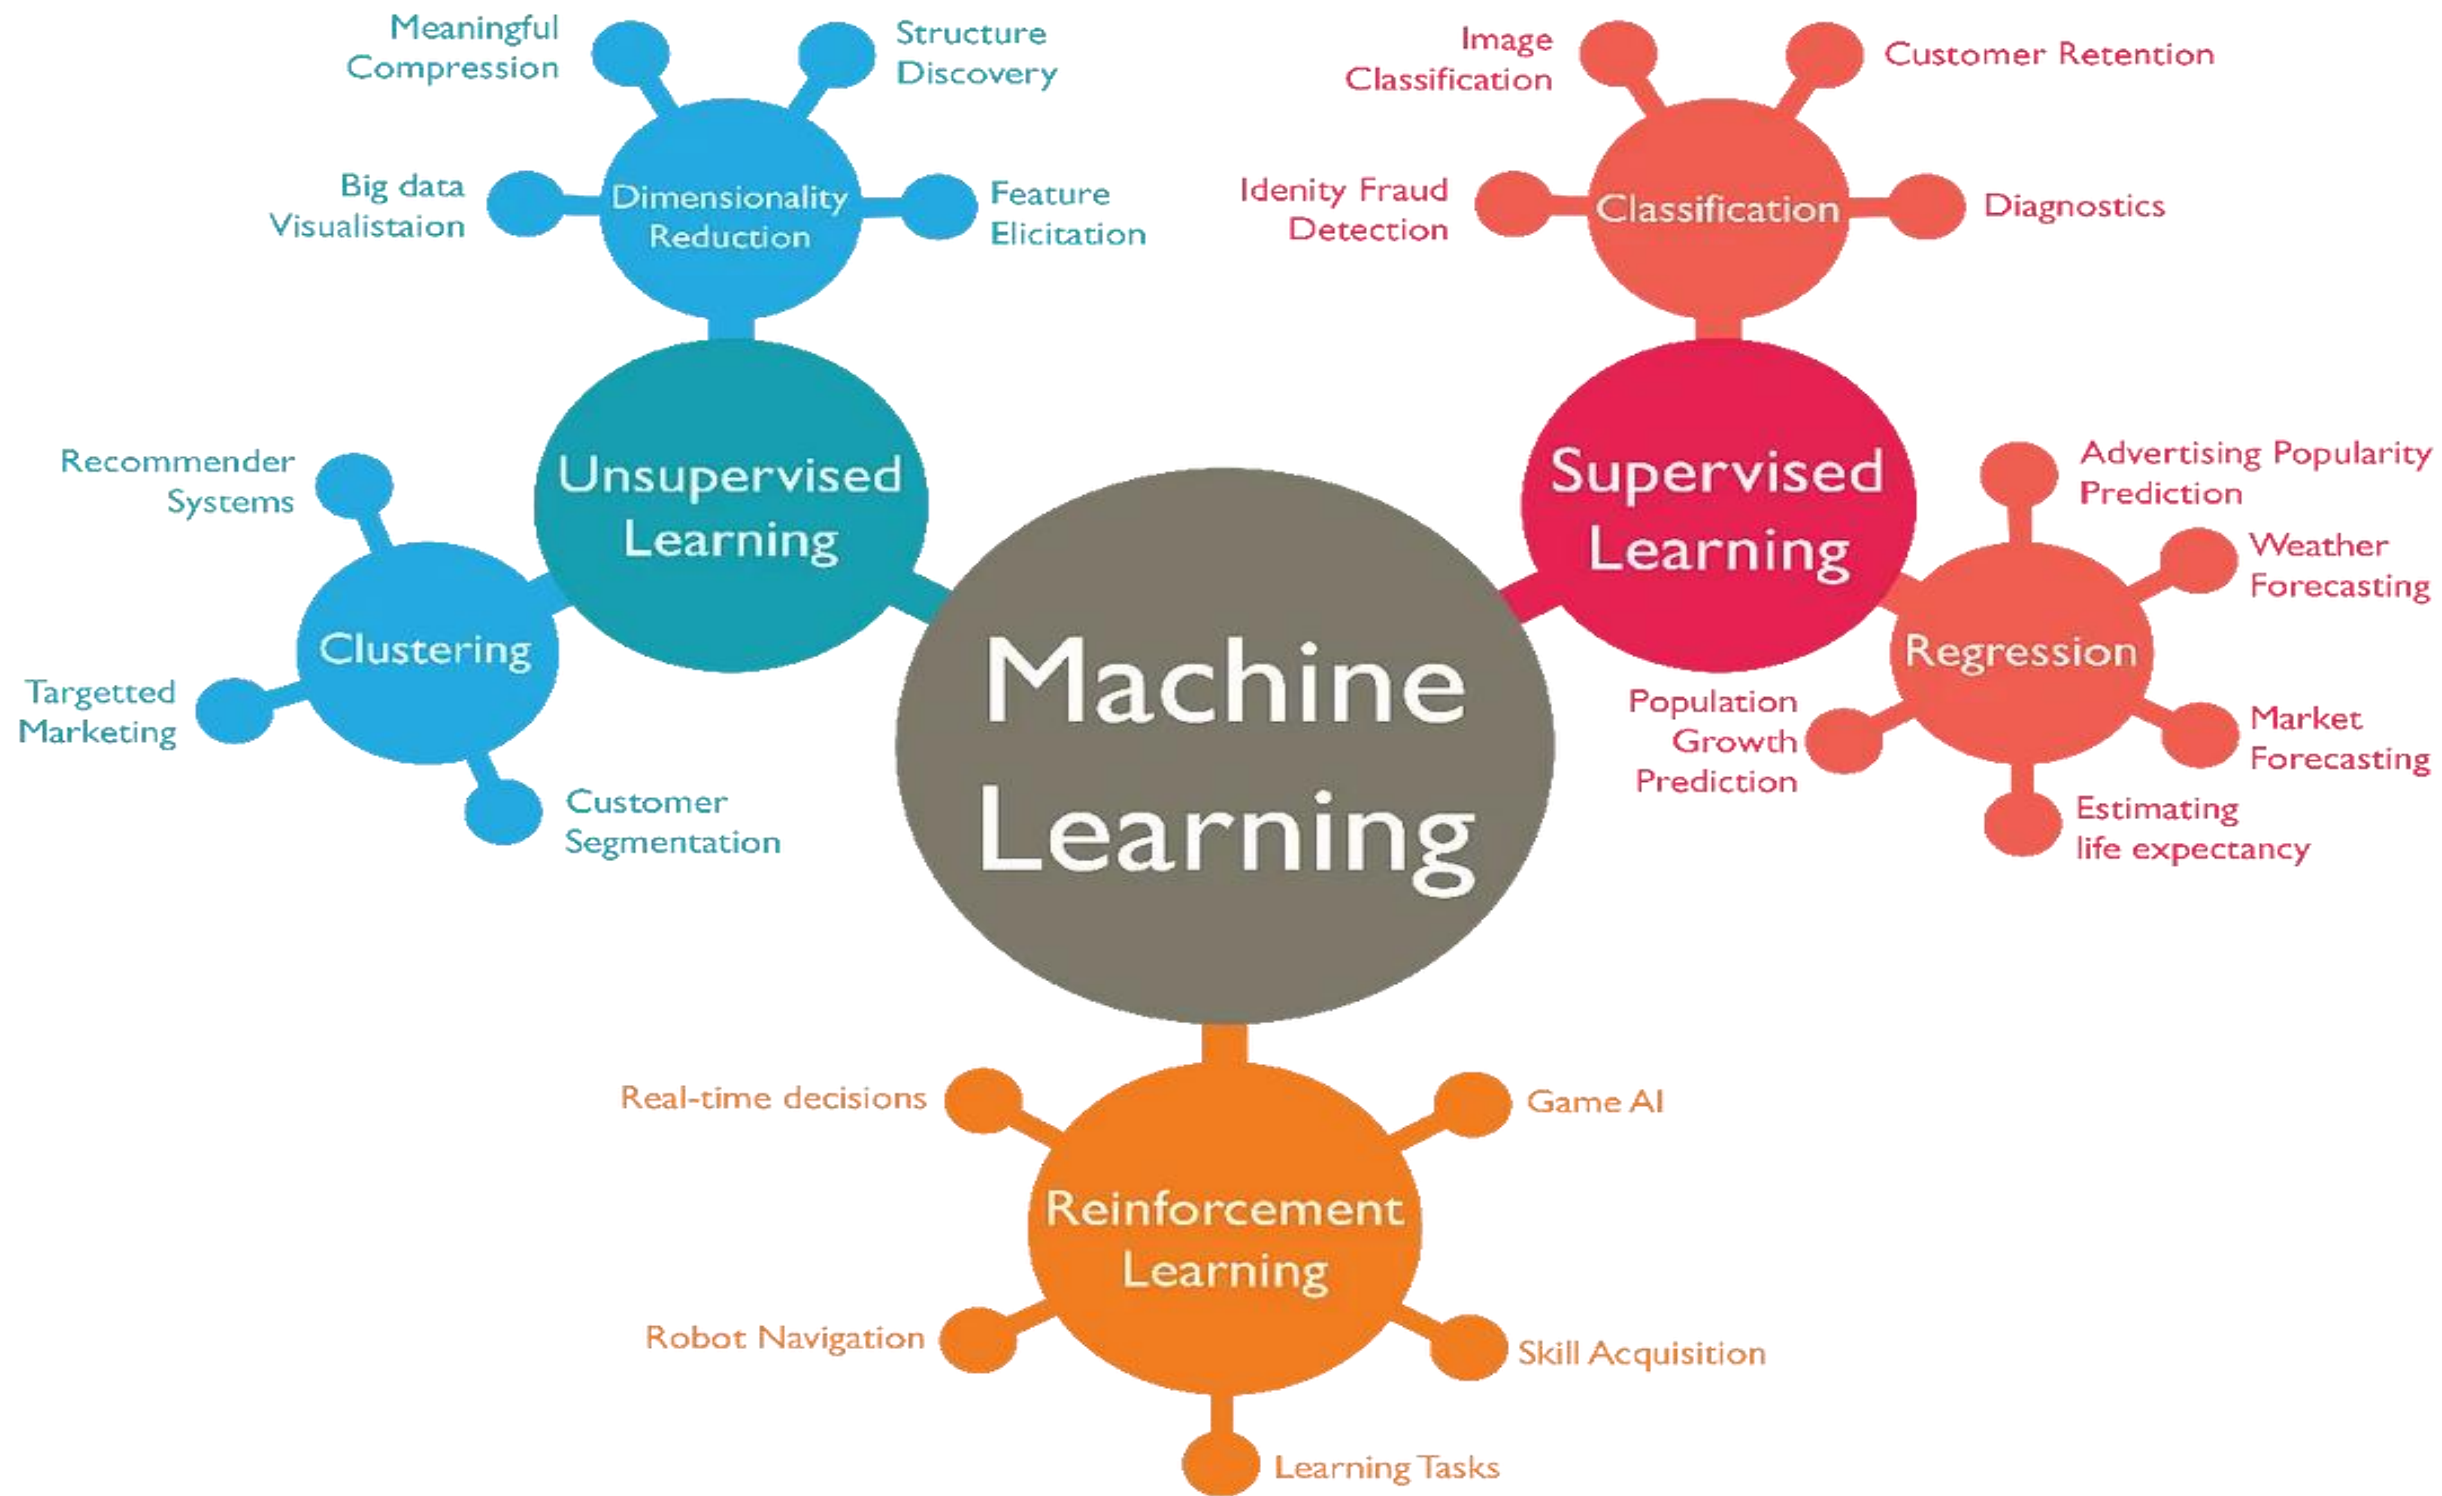 Meaningful
Compression
Structure
Discovery
Big data
Visualistaion
Dimensionality
Reduction
Feature
Elicitation
Image
Classification
Customer Retention
Idenity Fraud
Detection
Classification
Diagnostics
Unsupervised
Learning
Recommender
Systems
Clustering
Targetted
Marketing
Customer
Segmentation
Supervised
Learning
Advertising Popularity
Prediction
Weather
Forecasting
Regression
Population
Growth
Prediction
Market
Forecasting
Estimating
life expectancy
Machine
Learning
Real-time decisions
Game AI
Reinforcement
Learning
Robot Navigation
Skill Acquisition
Learning Tasks